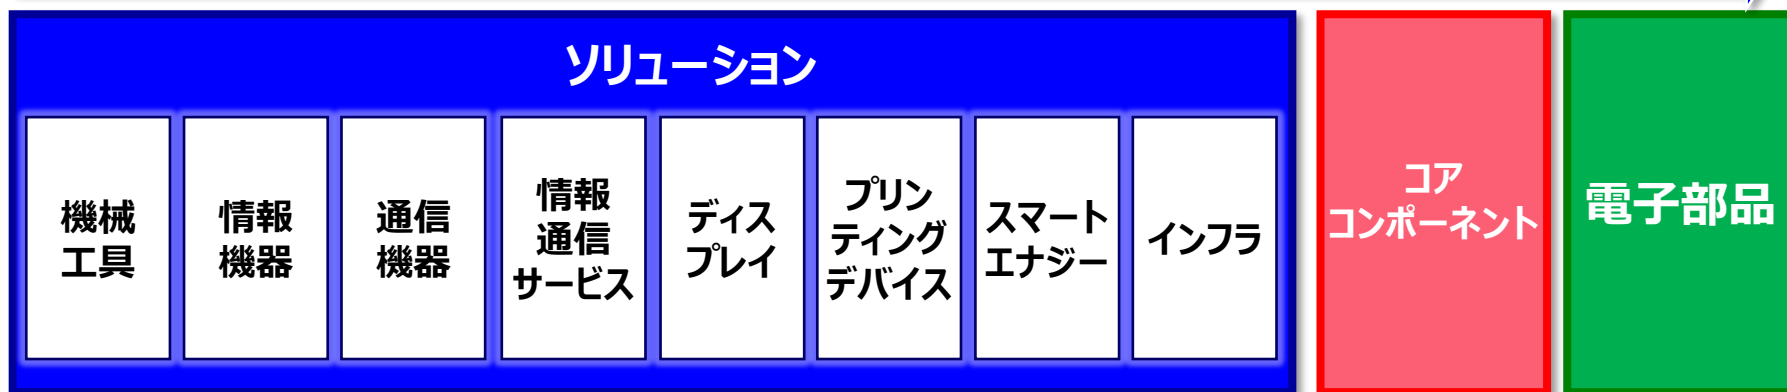 ソリューション
機械
工具
情報
機器
通信
機器
情報
通信
サービス
ディス
プレイ
プリン
ティング
デバイス
スマート
エナジー
インフラ
コア
コンポーネント
電子部品